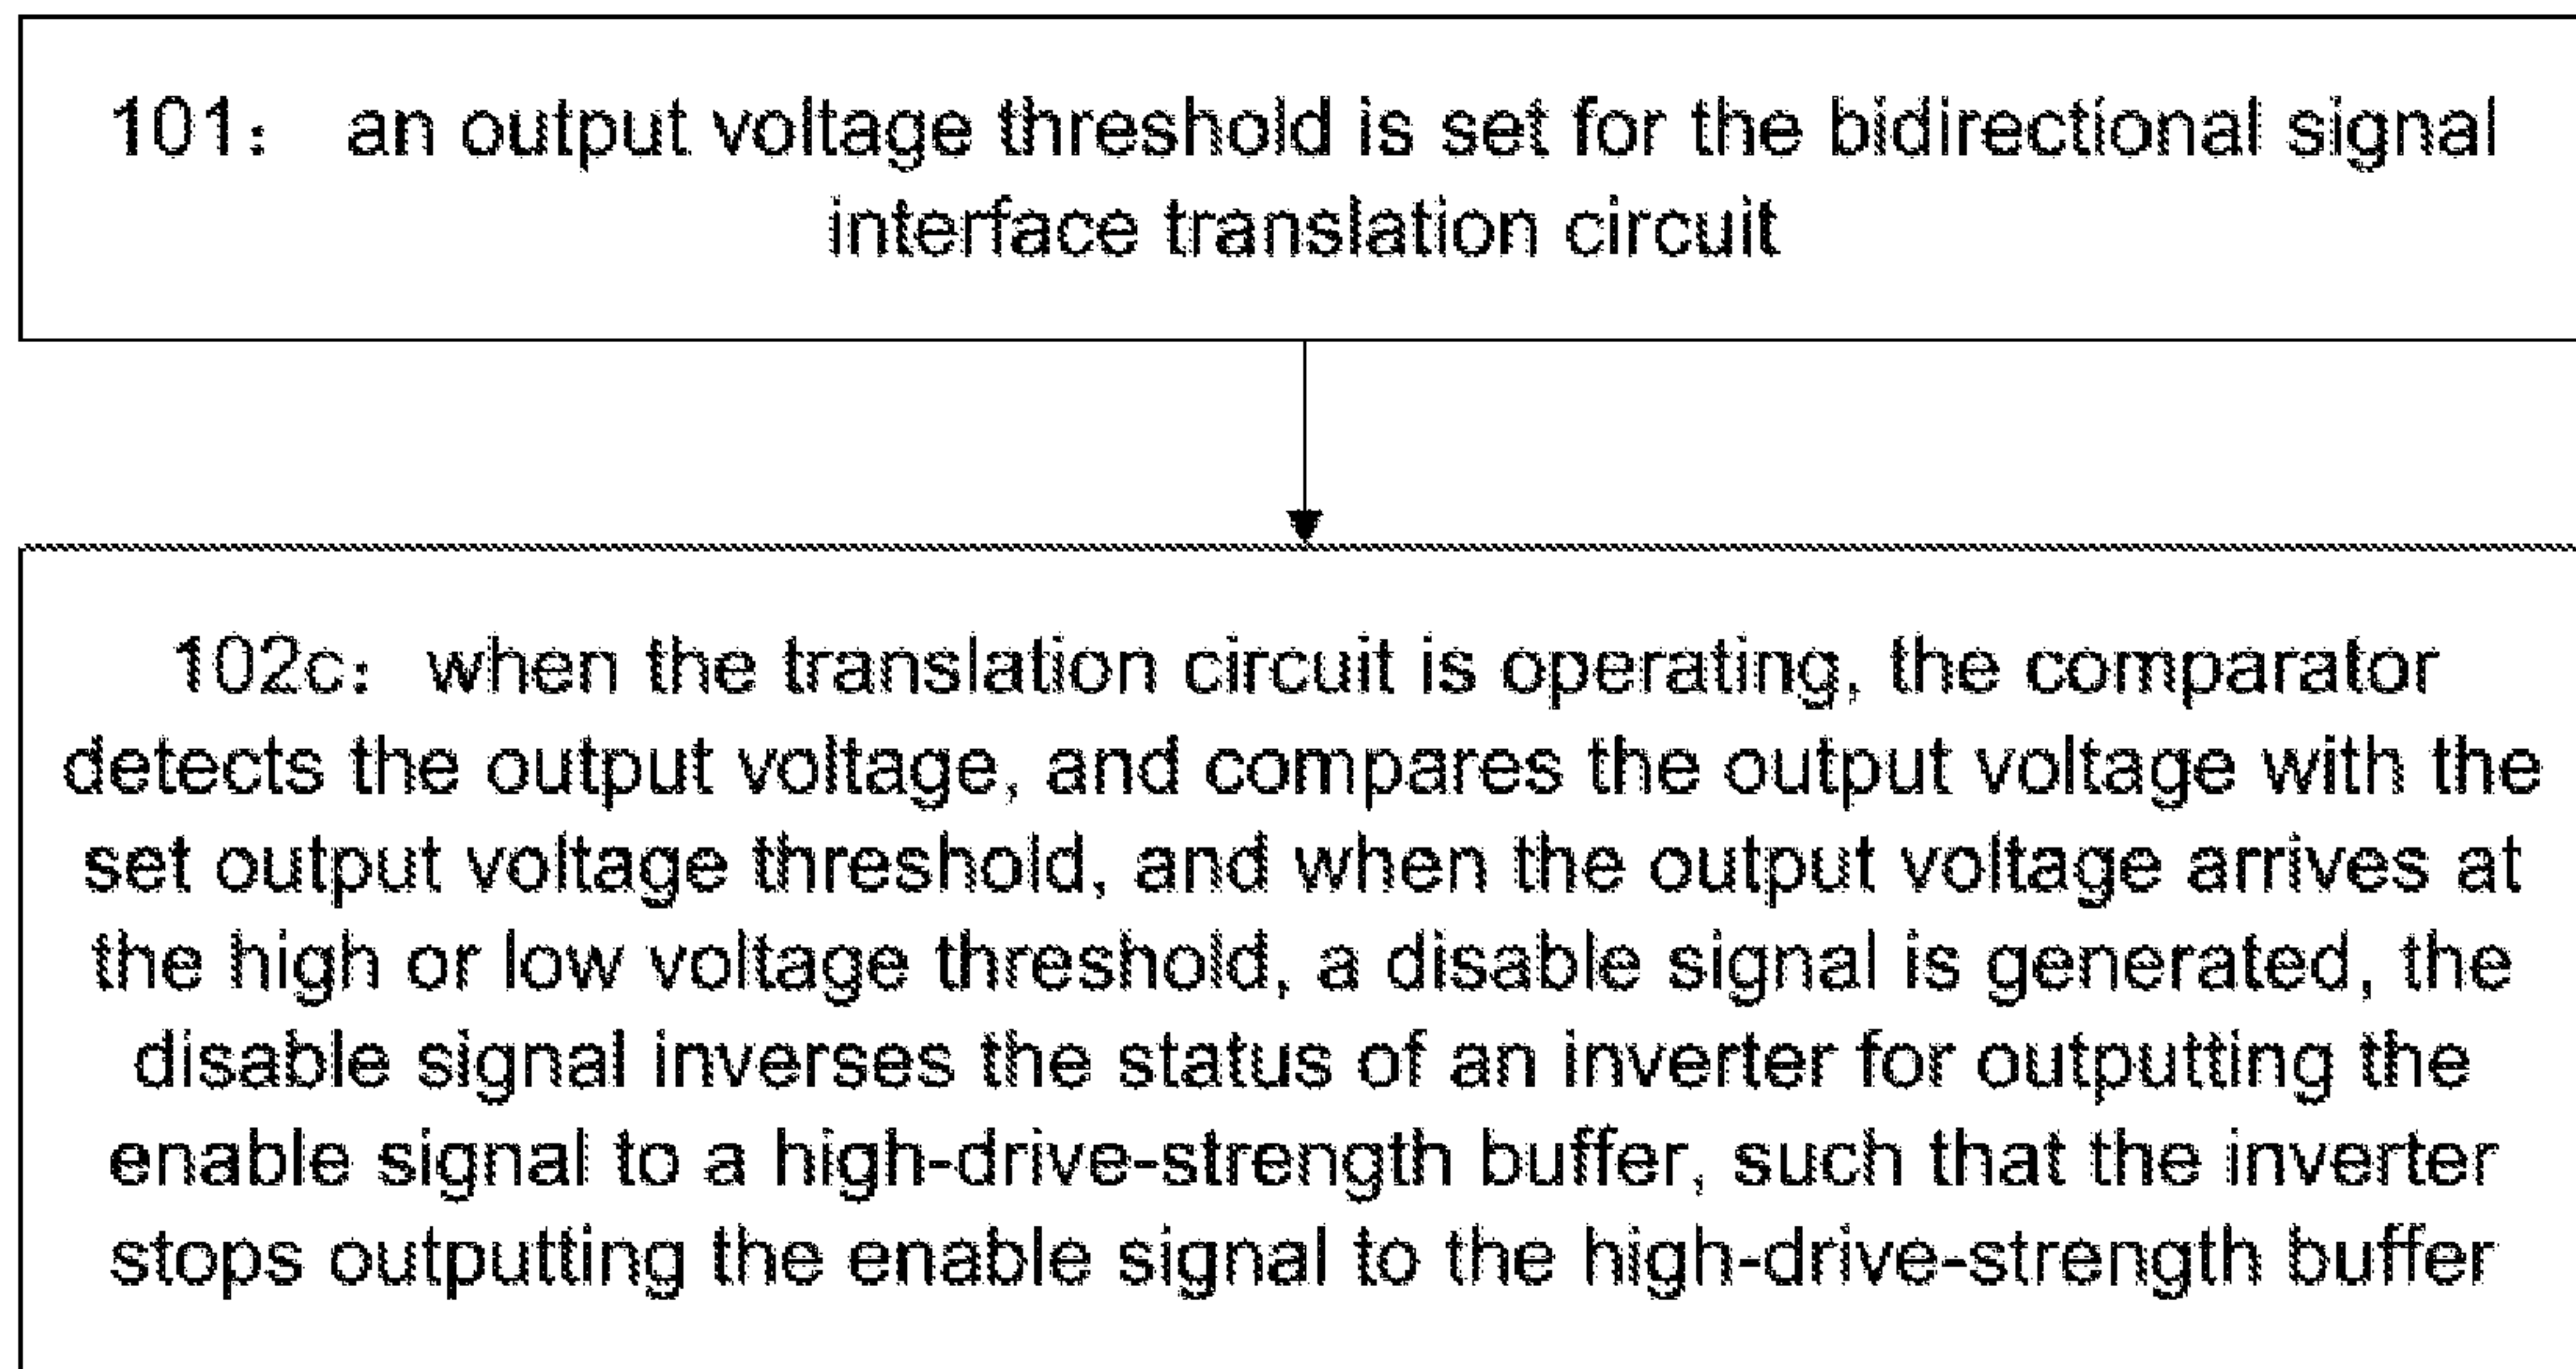 101: an output voltage threshold is set for the bidirectional signal
interface translation circuit
102c: when the translation circuit is operating, the comparator
detects the output voltage, and compares the output voltage with the
set output voltage threshold, and when the output voltage arrives at
the high or low voltage threshold, a disable signal is generated, the
disable signal inverses the status of an inverter for outputting the
enable signal to a high-drive-strength buffer, such that the inverter
stops outputting the enable signal to the high-drive-strength buffer